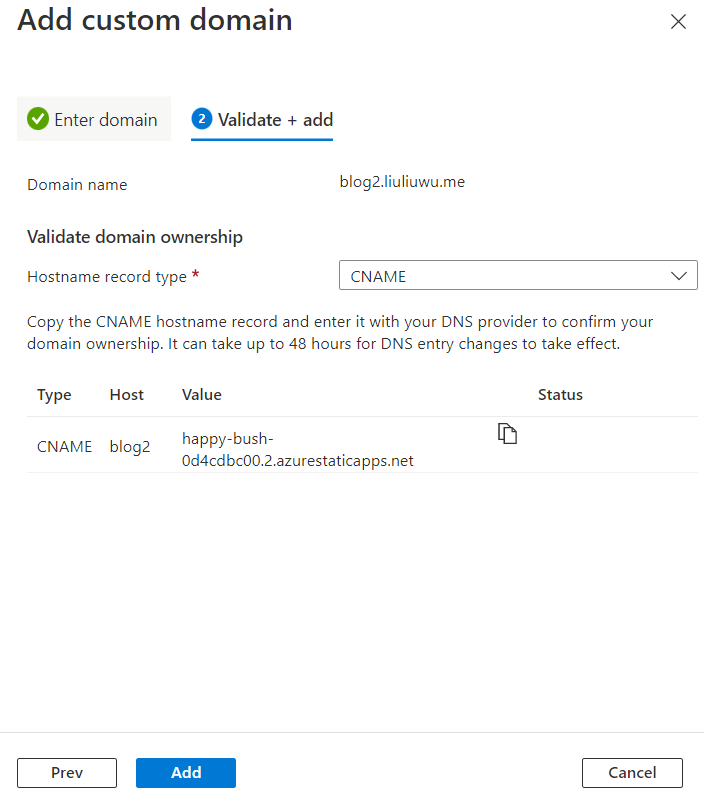 Add custom domain
Enter domain
2 Validate + add
Domain name
blog2.liuliuwu.me
Validate domain ownership
Hostname record type *
CNAME
Copy the CNAME hostname record and enter it with your DNS provider to confirm your
domain ownership. It can take up to 48 hours for DNS entry changes to take effect.
Type Host Value Status
CNAME blog2 happy-bush-
0d4cdbc00.2.azurestaticapps.net
Prev Add Cancel